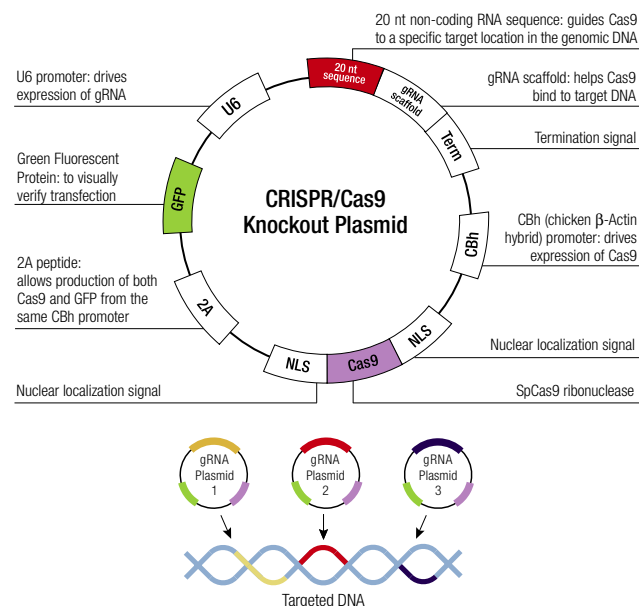 20 nt non-coding RNA sequence: guides Cas9
to a specific target location in the genomic DNA
U6 promoter: drives
expression of gRNA
20 nt
sequence
gRNA
scaffold
gRNA scaffold: helps Cas9
bind to target DNA
U6
Term
Termination signal
Green Fluorescent
Protein: to visually
verify transfection
GFP
CRISPR/Cas9
Knockout Plasmid
CBh
CBh (chicken β-Actin
hybrid) promoter: drives
expression of Cas9
2A peptide:
allows production of both
Cas9 and GFP from the
same CBh promoter
2A
NLS
Cas9
NLS
Nuclear localization signal
Nuclear localization signal
SpCas9 ribonuclease
gRNA
Plasmid
1
gRNA
Plasmid
2
gRNA
Plasmid
3
Targeted DNA